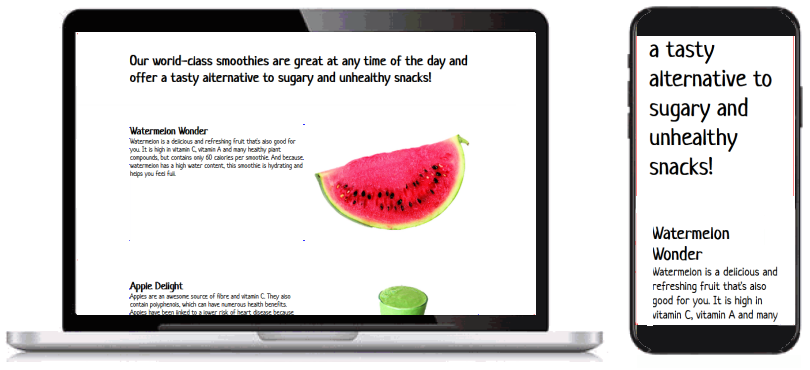 Our world-class smoothies are great at any time of the day and
offer a tasty alternative to sugary and unhealthy snacks!
Watermelon Wonder
Watermelon is a delicious and refreshing fruit that's also good for
you. It is high in vitamin C, vitamin A and many healthy plant
compounds, but contains only 60 calories per smoothie. And because,
watermelon has a high water content, this smoothie is hydrating and
helps you feel full.
Apple Delight
Apples are an awesome source of fibre and vitamin C. They also
contain polyphenols, which can have numerous health benefits.
Apples have been linked to a lower risk of heart disease because
a tasty
alternative to
sugary and
unhealthy
snacks!
Watermelon
Wonder
Watermelon is a delicious and
refreshing fruit that's also
good for you. It is high in
vitamin C, vitamin A and many